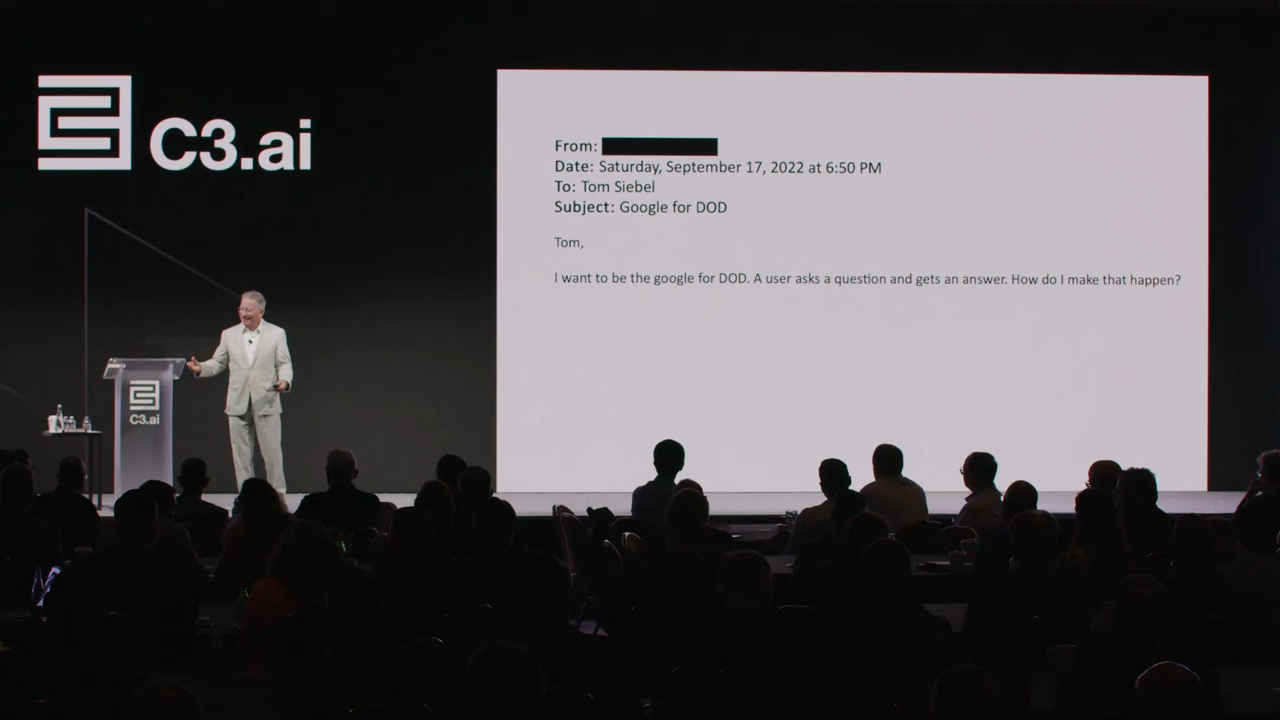 C3.ai
From:
Date: Saturday, September 17, 2022 at 6:50 PM
To: Tom Siebel
Subject: Google for DOD
Tom,
I want to be the google for DOD. A user asks a question and gets an answer. How do I make that happen?
C3.ai